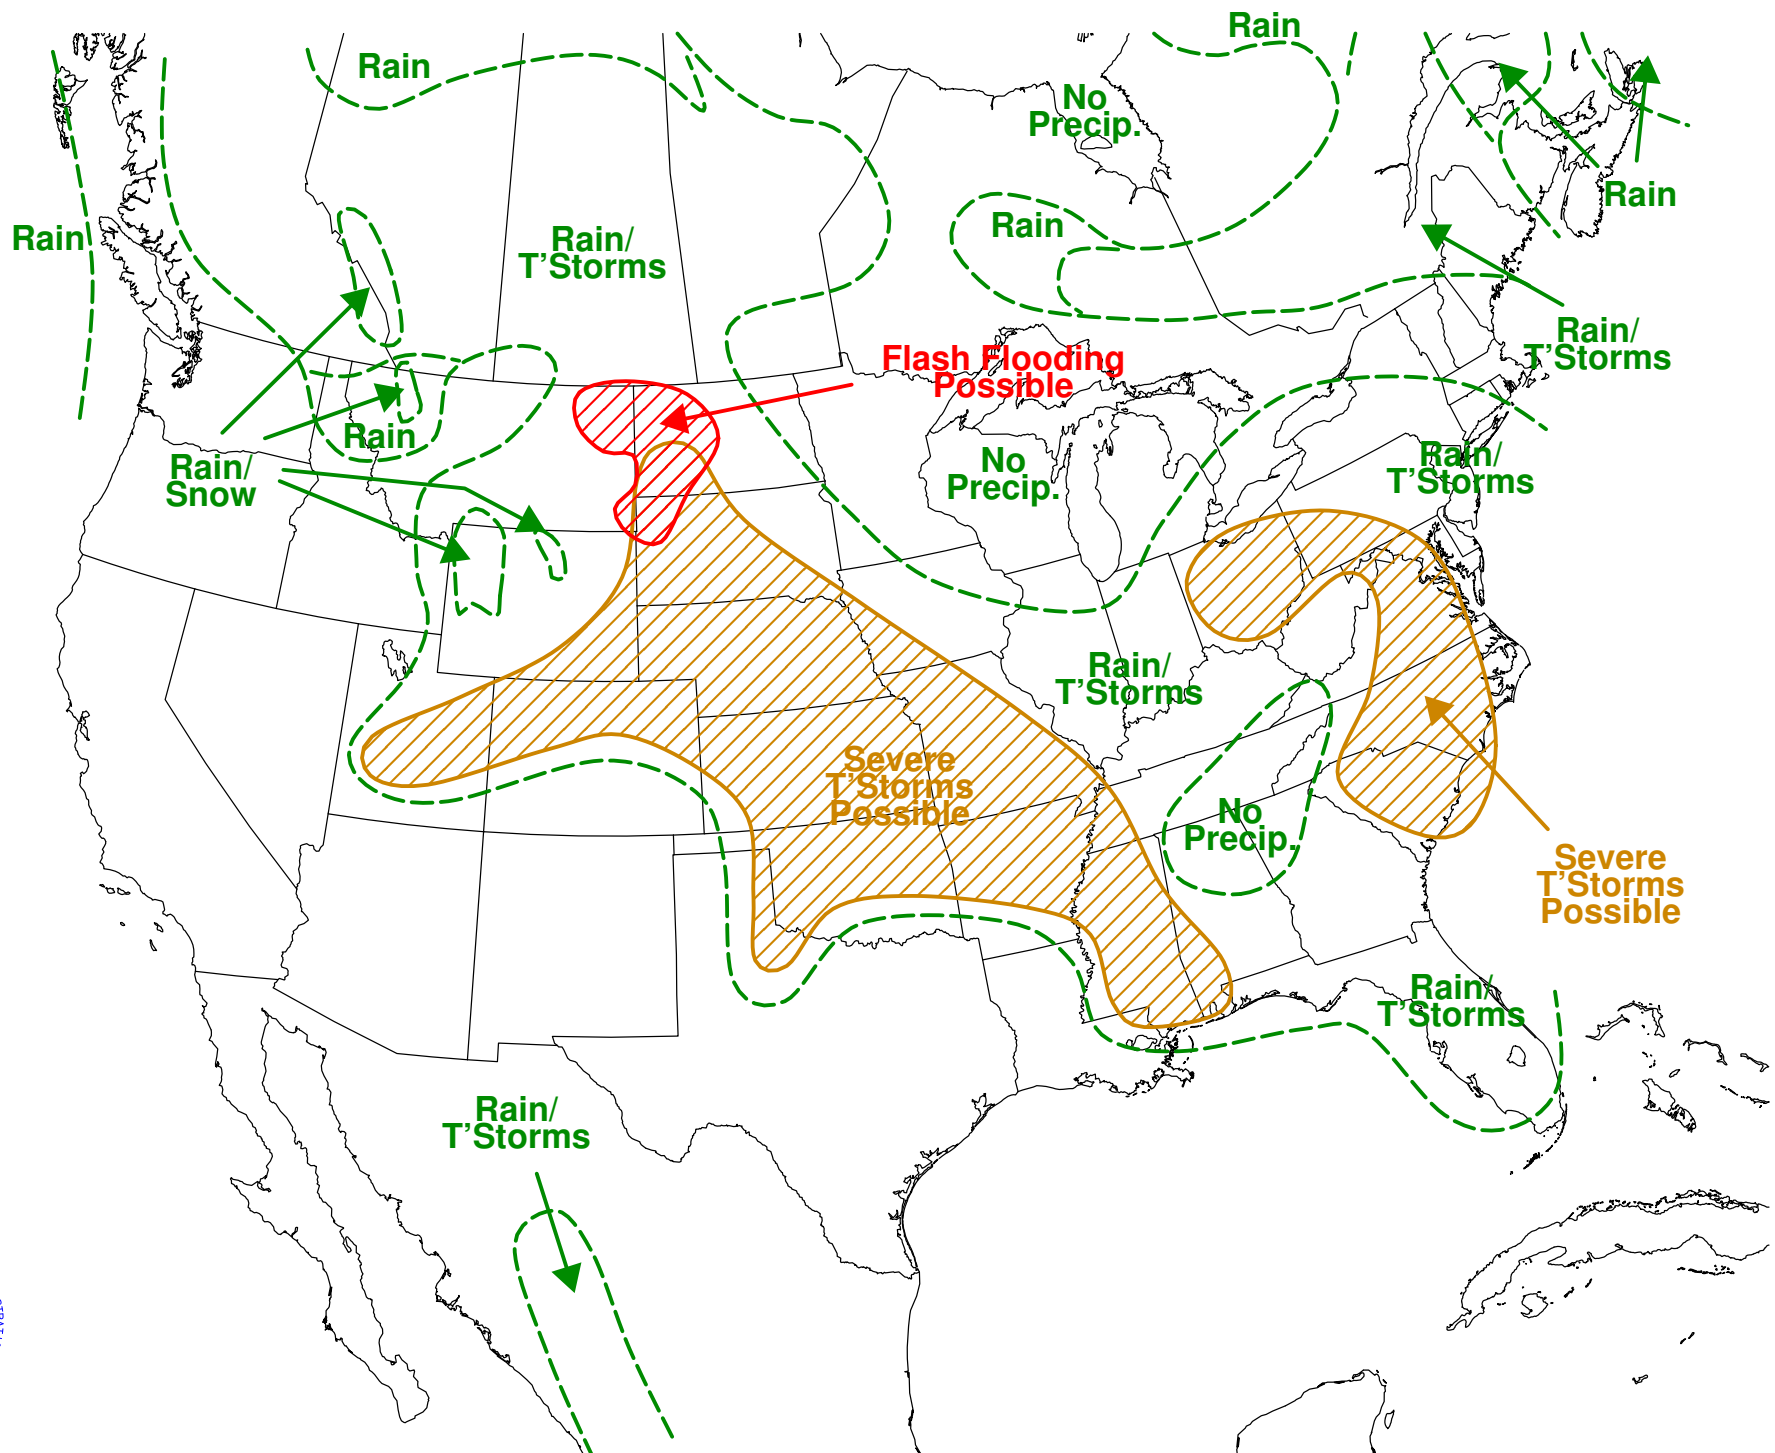 Rain
Rain
No
Precip.
Rain
Rain
Rain
Rain/
T'Storms
Rain/
T'Storms
Flash Flooding
Possible
Rain
Rain/
Snow
No
Precip.
Rain/
T'Storms
Rain/
T'Storms
Severe
T'Storms
Possible
No
Precip.
Severe
T'Storms
Possible
Rain/
T'Storms
Rain/
T'Storms